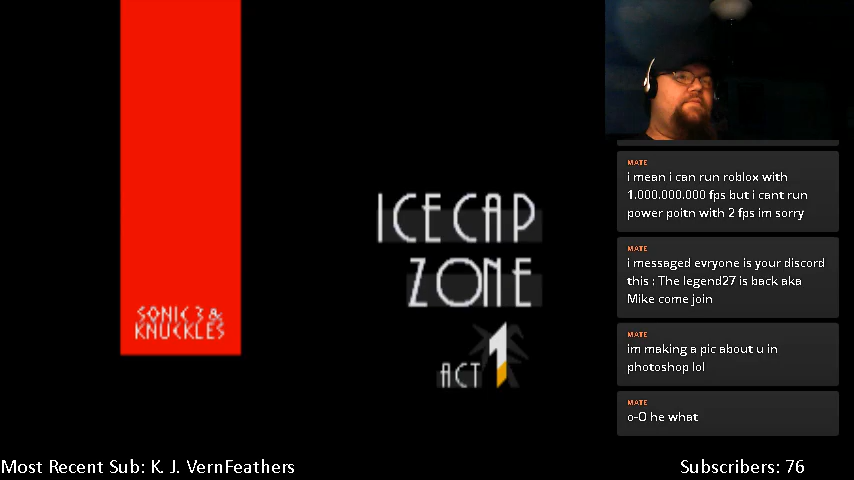 ICECAP
ZONE
ACT 1
SONIC 3 &
KNUCKLES
MATE
i mean i can run roblox with
1.000.000.000 fps but i cant run
power poitn with 2 fps im sorry
MATE
i messaged evryone is your discord
this : The legend27 is back aka
Mike come join
MATE
im making a pic about u in
photoshop lol
MATE
o-O he what
Most Recent Sub: K. J. VernFeathers
Subscribers: 76